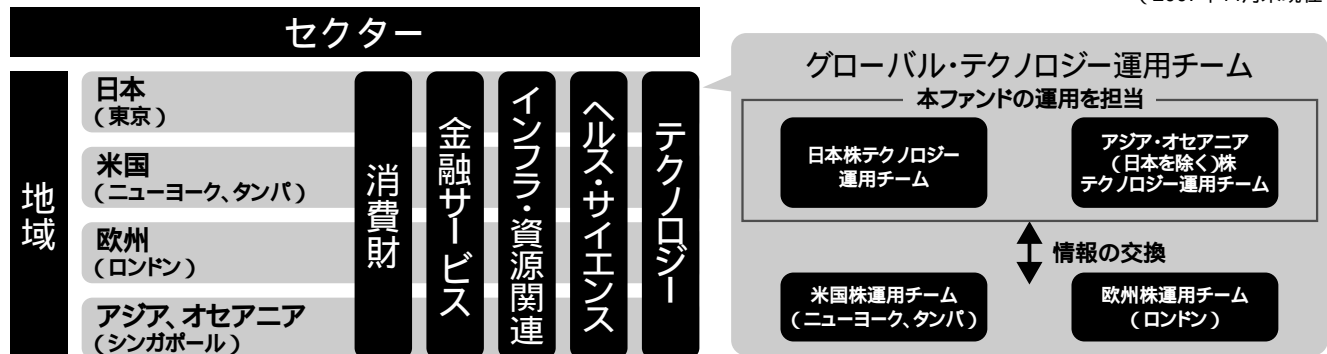 セクター
地域
日本
（東京）
米国
（ニューヨーク、タンパ）
欧州
（ロンドン）
アジア、オセアニア
（シンガポール）
消費財
金融サービス
インフラ・資源関連
ヘルス・サイエンス
テクノロジー
グローバル・テクノロジー運用チーム
本ファンドの運用を担当
日本株テクノロジー
運用チーム
アジア・オセアニア
（日本を除く）株
テクノロジー運用チーム
情報の交換
米国株運用チーム
（ニューヨーク、タンパ）
欧州株運用チーム
（ロンドン）